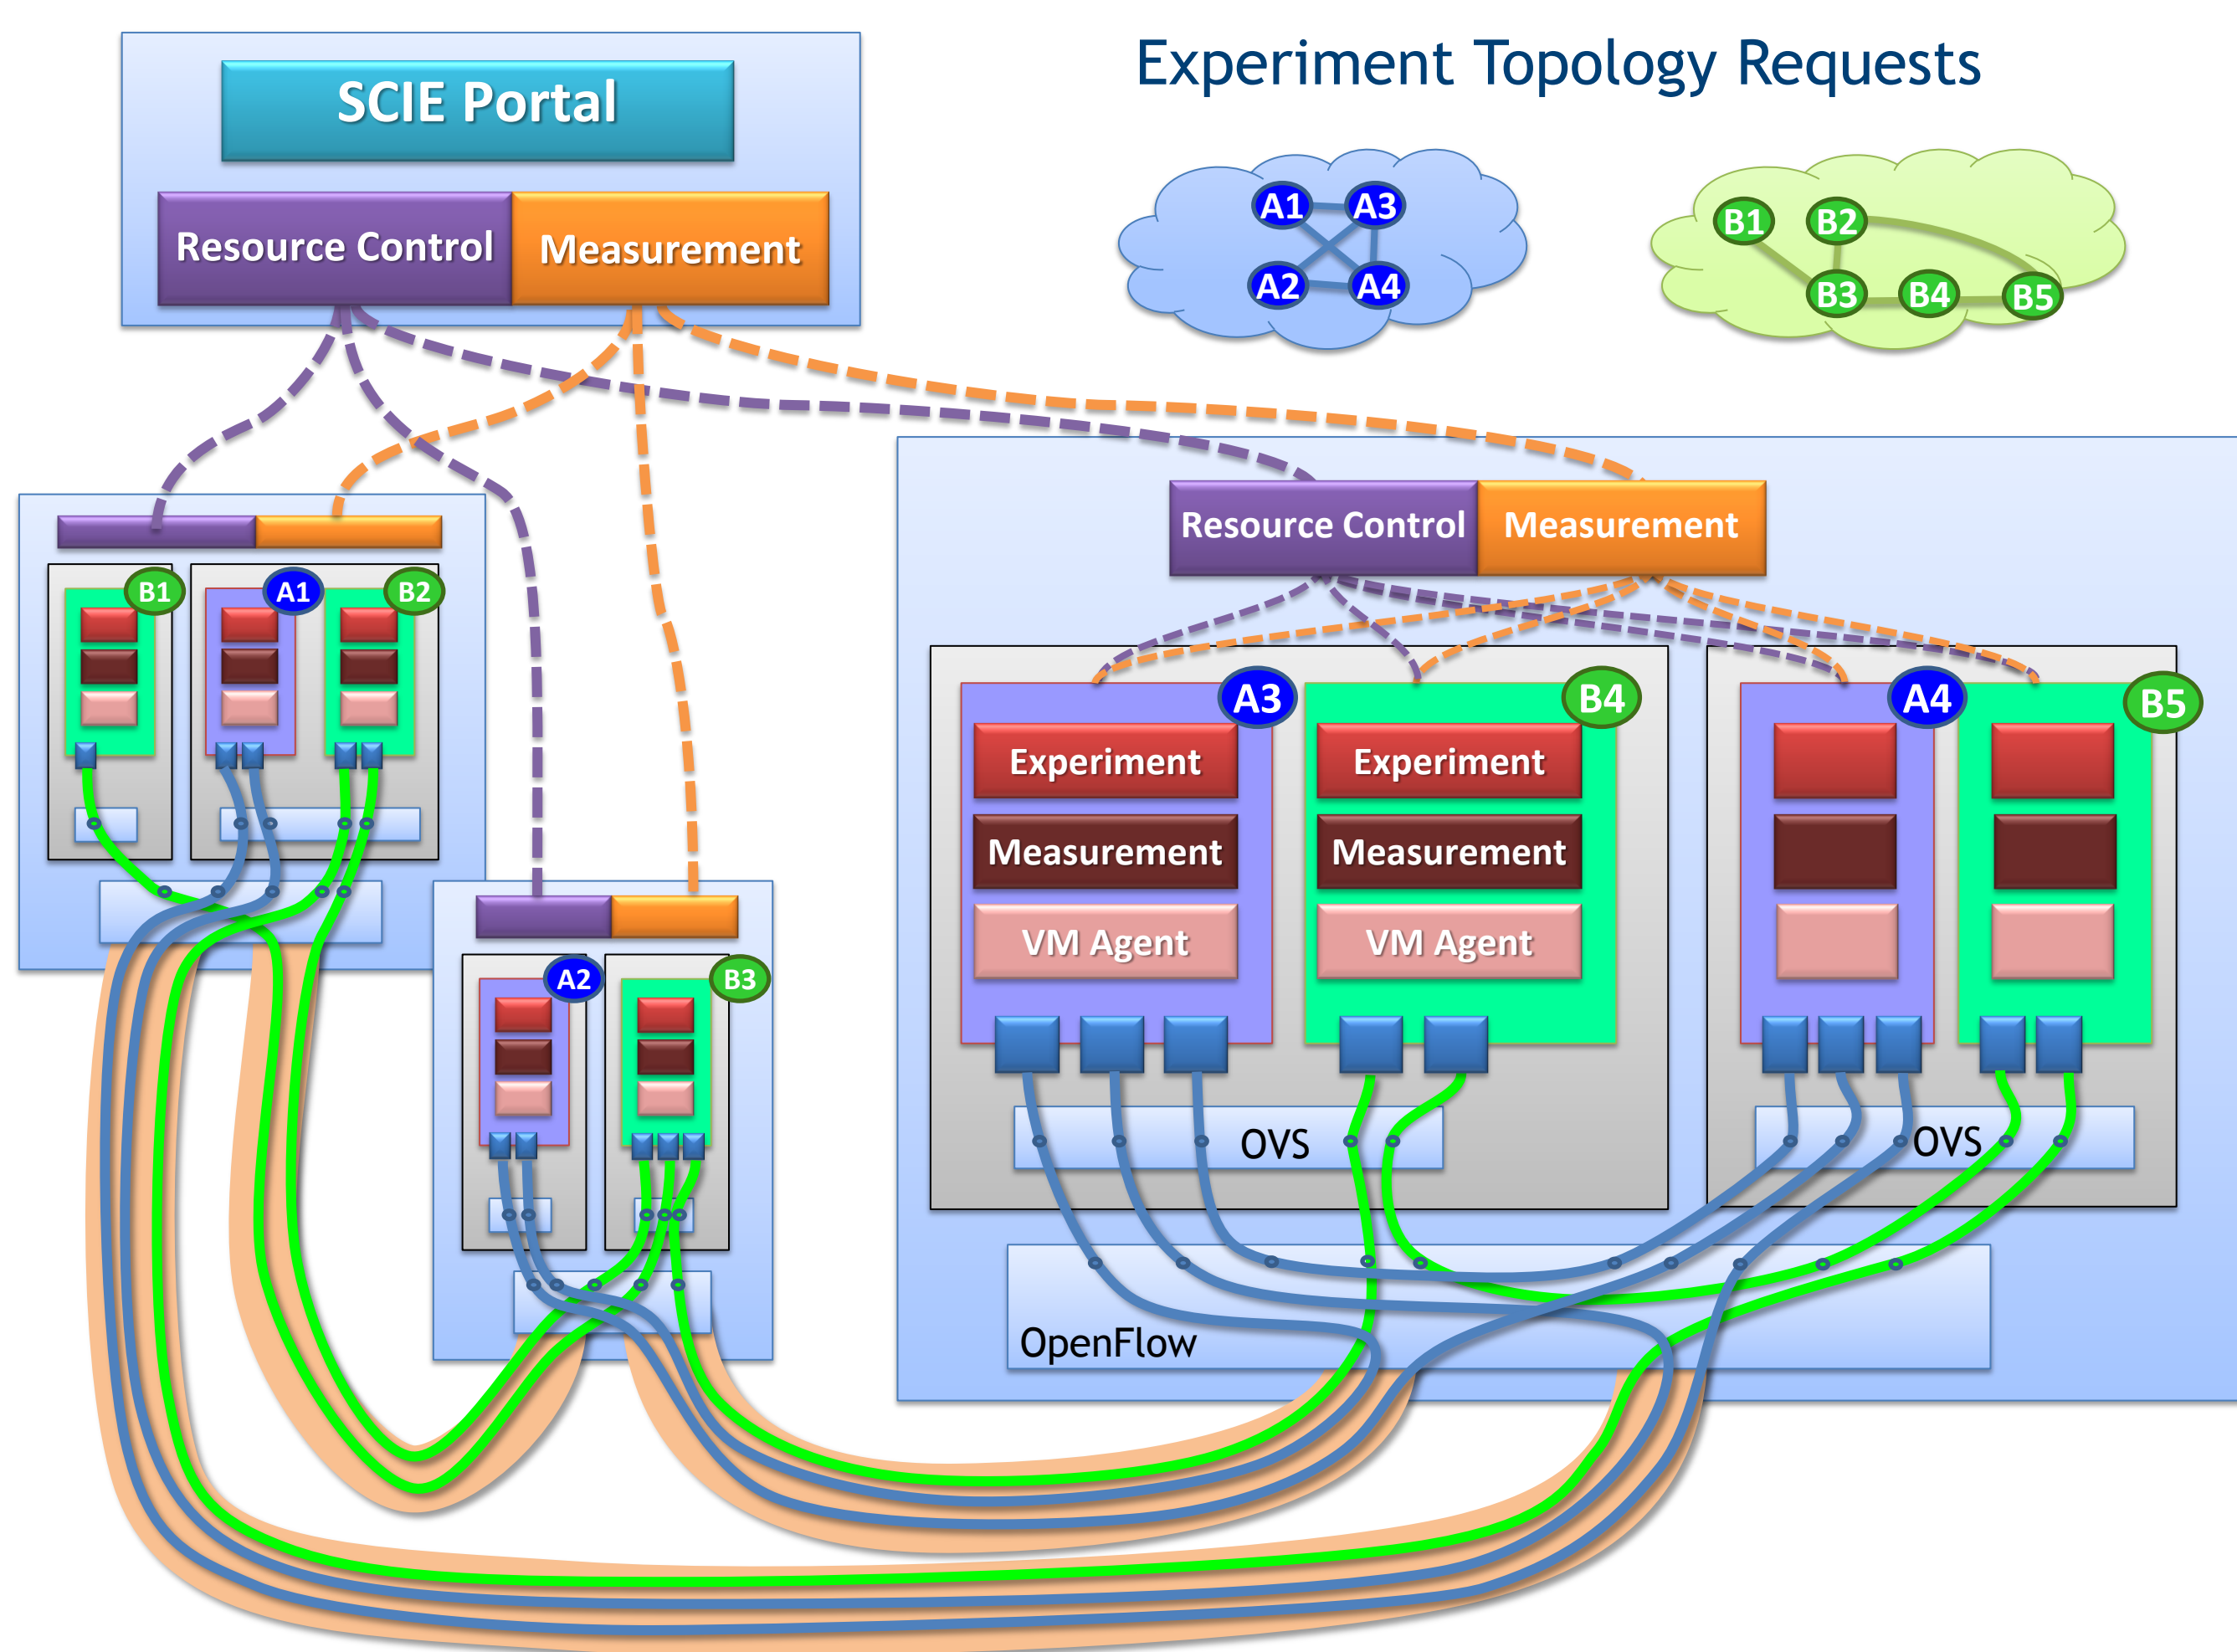 Experiment Topology Requests
SCIE Portal
Resource Control
Measurement
A1
A3
A2
A4
B1
B2
B3
B4
B5
Resource Control
Measurement
B1
A1
B2
A2
B3
A3
B4
A4
B5
Experiment
Experiment
Measurement
Measurement
VM Agent
VM Agent
OVS
OVS
OpenFlow